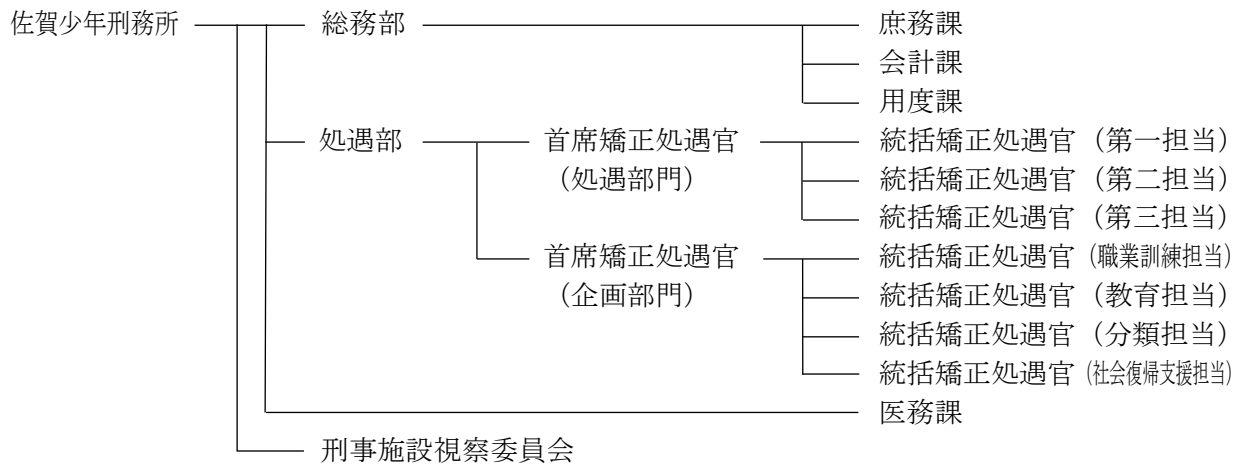 佐賀少年刑務所 総務部 庶務課
会計課
用度課
処遇部 首席矯正処遇官 統括矯正処遇官（第一担当）
（処遇部門） 統括矯正処遇官（第二担当）
統括矯正処遇官（第三担当）
首席矯正処遇官 統括矯正処遇官（職業訓練担当）
（企画部門） 統括矯正処遇官（教育担当）
統括矯正処遇官（分類担当）
統括矯正処遇官（社会復帰支援担当）
医務課
刑事施設視察委員会